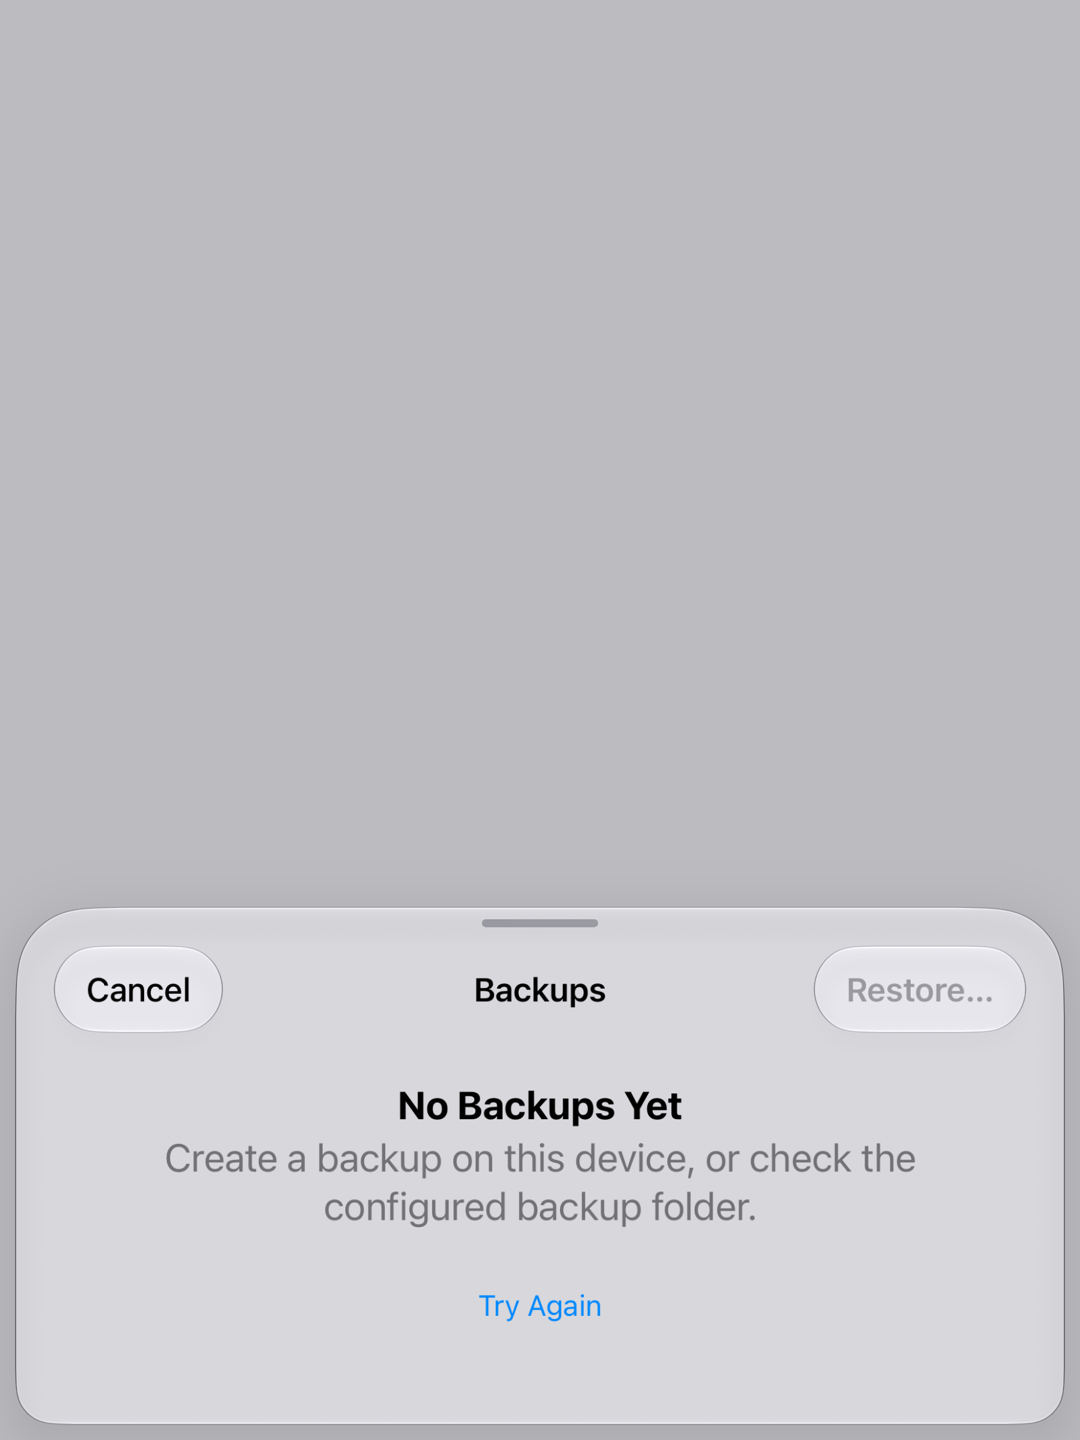 Cancel
Backups
Restore...
No Backups Yet
Create a backup on this device, or check the
configured backup folder.
Try Again